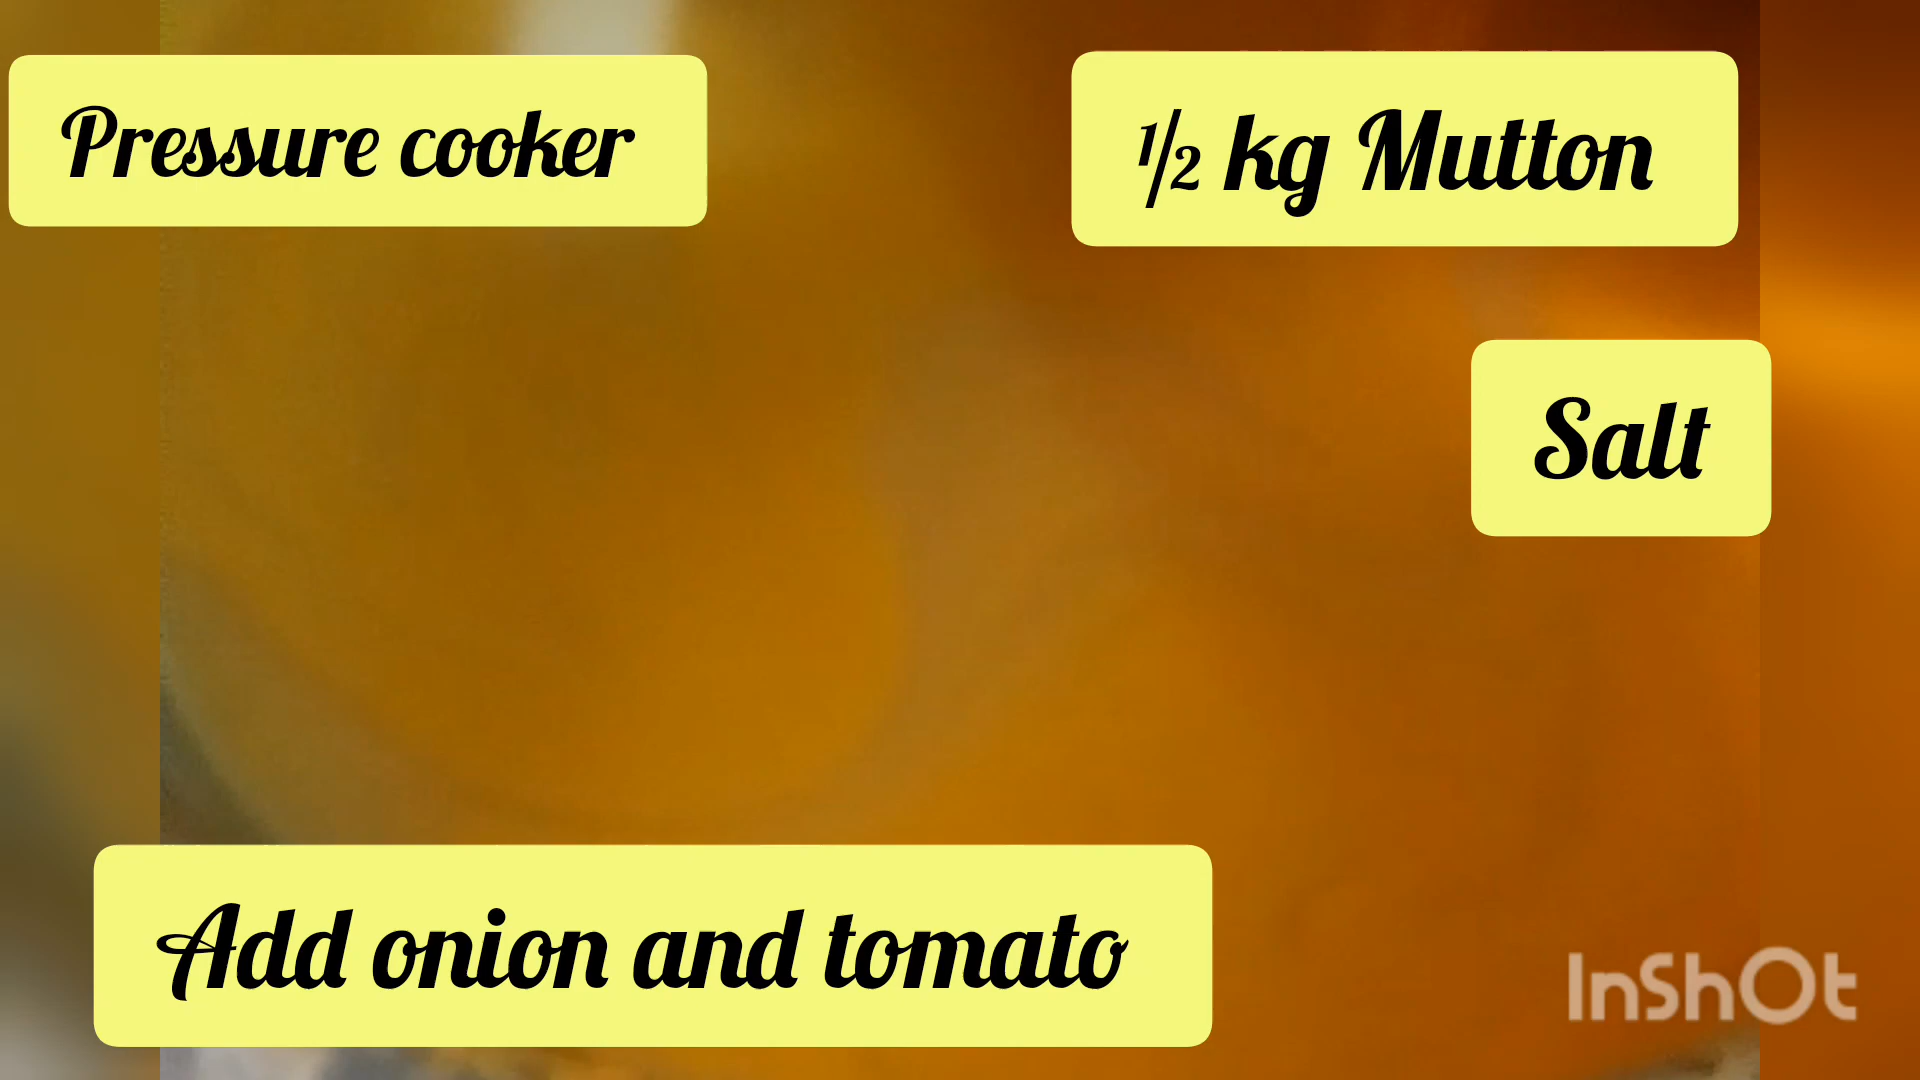 Pressure cooker
½ kg Mutton
Salt
Add onion and tomato
InShOt